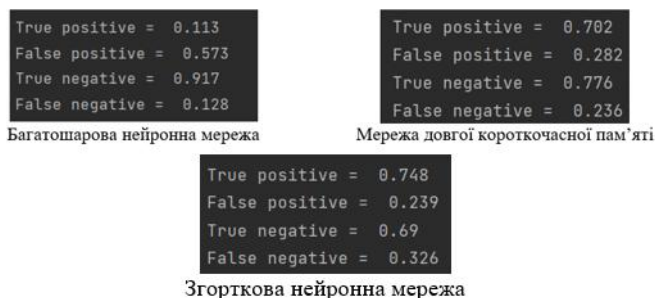 True positive = 0.113
False positive = 0.573
True negative = 0.917
False negative = 0.128
Багатошарова нейронна мережа
True positive = 0.702
False positive = 0.282
True negative = 0.776
False negative = 0.236
Мережа довгої короткочасної пам’яті
True positive = 0.748
False positive = 0.239
True negative = 0.69
False negative = 0.326
Згорткова нейронна мережа